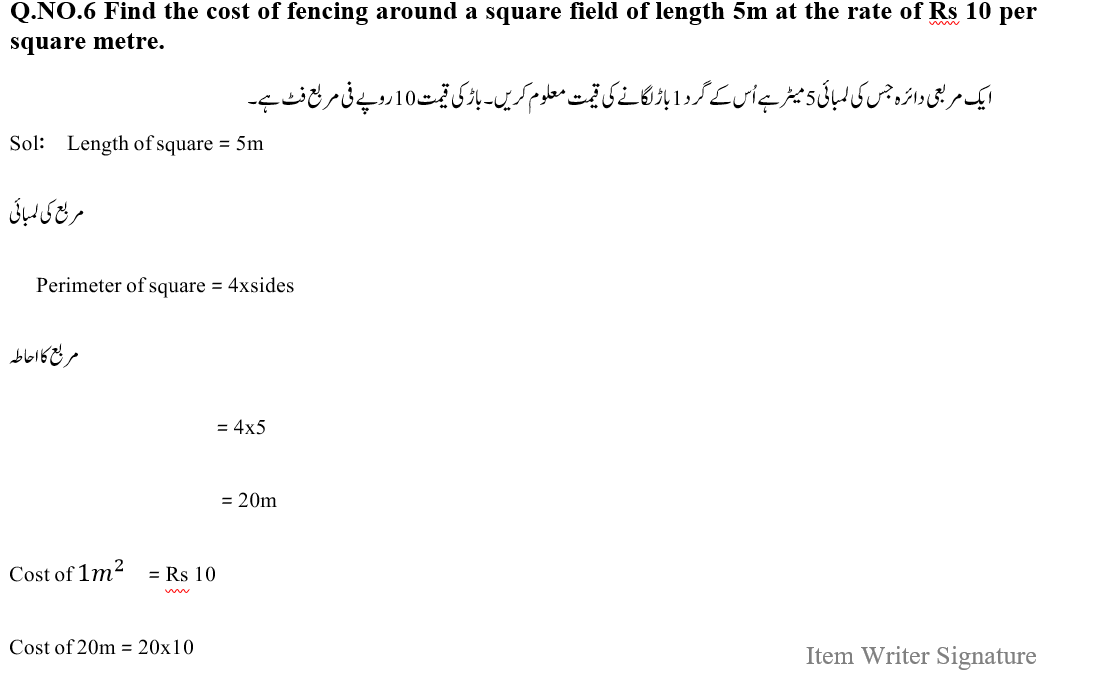 Q.NO.6 Find the cost of fencing around a square field of length 5m at the rate of Rs 10 per
square metre.
ایک مربعی دائرہ جس کی لمبائی 5 میٹر ہے اُس کے گرد 1 باڑ لگانے کی قیمت معلوم کریں۔ باڑ کی قیمت 10 روپے فی مربع فٹ ہے۔
Sol: Length of square = 5m
مربع کی لمبائی
Perimeter of square = 4xsides
مربع کا احاطہ
= 4x5
= 20m
Cost of 1m² = Rs 10
Cost of 20m = 20x10
Item Writer Signature